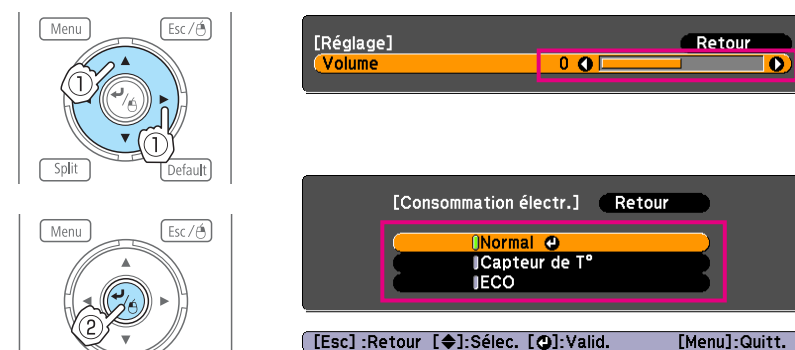 Menu
Esc/
①
①
Split
Default
[Réglage]
Retour
Volume
0
Menu
Esc/
②
[Consommation électr.]
Retour
Normal
Capteur de T°
ECO
[Esc] :Retour [◆]:Sélec. [⏎]:Valid. [Menu]:Quitt.